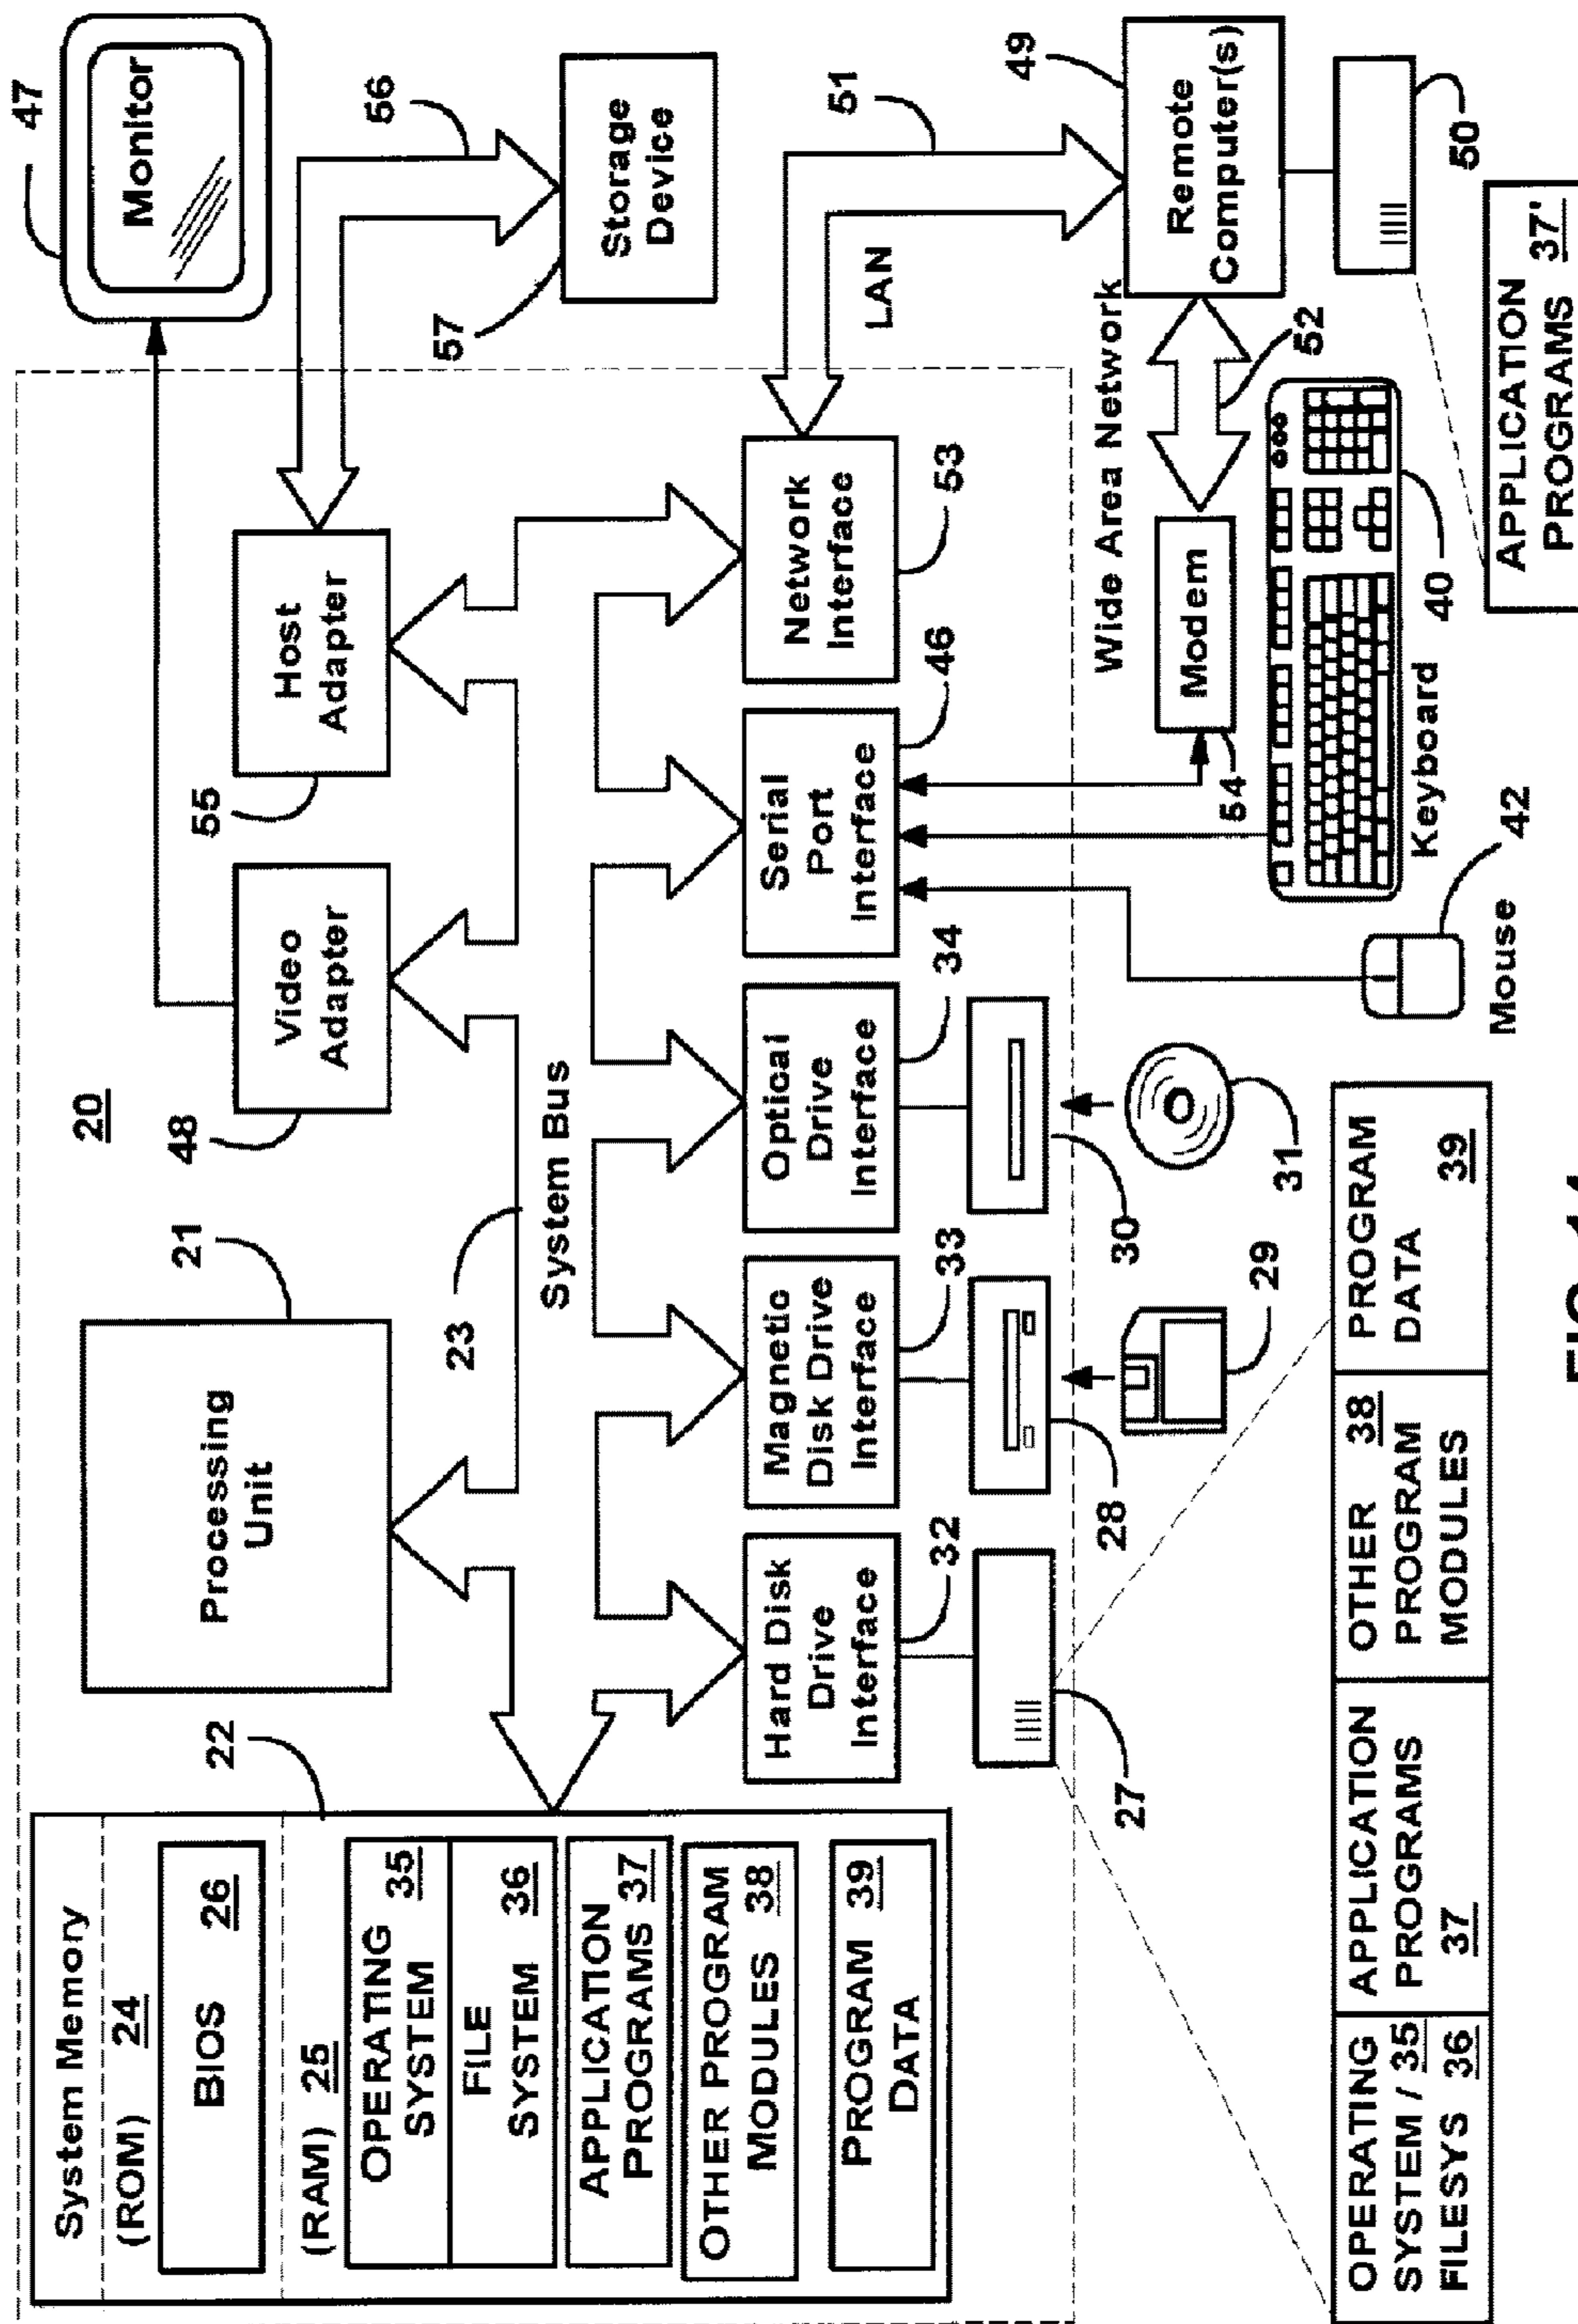 20
System Memory
(ROM) 24
BIOS 26
(RAM) 25
22
OPERATING
SYSTEM 35
FILE
SYSTEM 36
APPLICATION
PROGRAMS 37
OTHER PROGRAM
MODULES 38
PROGRAM 39
DATA
Processing
Unit
21
48
Video
Adapter
55
Host
Adapter
47
Monitor
56
57
Storage
Device
23
System Bus
Hard Disk
Drive
Interface
32
Magnetic
Disk Drive
Interface
33
Optical
Drive
Interface
34
Serial
Port
Interface
46
Network
Interface
53
LAN
51
27
28
29
30
31
Wide Area Network
54
Modem
52
49
Remote
Computer(s)
50
Mouse
42
Keyboard
40
OPERATING
SYSTEM / 35
FILESYS 36
APPLICATION
PROGRAMS
37
OTHER 38
PROGRAM
MODULES
PROGRAM
DATA
39
APPLICATION
PROGRAMS 37'